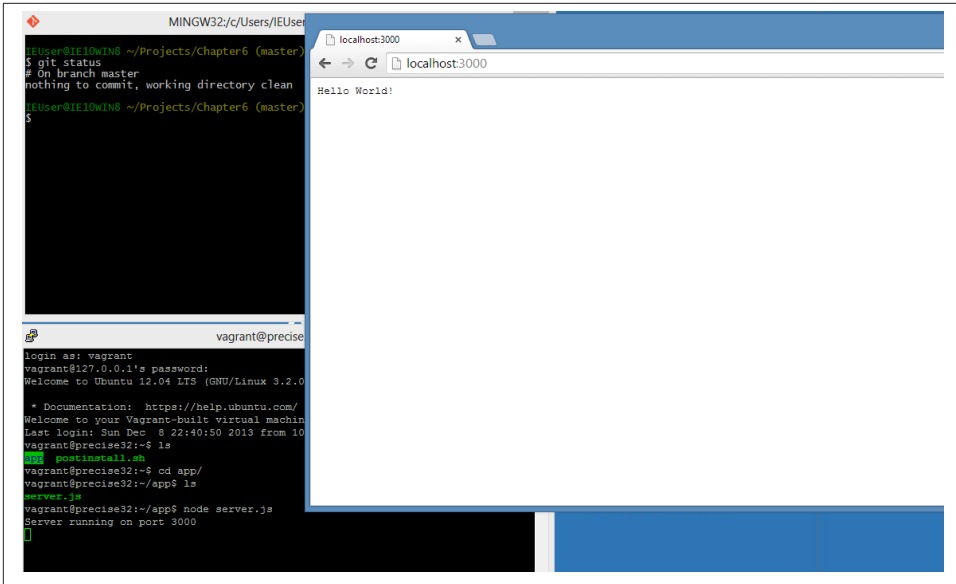 MINGW32:/c/Users/IEUser
IEUser@IE10WIN8 ~/Projects/Chapter6 (master)
$ git status
# On branch master
nothing to commit, working directory clean
IEUser@IE10WIN8 ~/Projects/Chapter6 (master)
$
localhost:3000
localhost:3000
Hello World!
vagrant@precise
login as: vagrant
vagrant@127.0.0.1's password:
Welcome to Ubuntu 12.04 LTS (GNU/Linux 3.2.0
* Documentation: https://help.ubuntu.com/
Welcome to your Vagrant-built virtual machin
Last login: Sun Dec 8 22:40:50 2013 from 10
vagrant@precise32:~$ ls
app postinstall.sh
vagrant@precise32:~$ cd app/
vagrant@precise32:~/app$ ls
server.js
vagrant@precise32:~/app$ node server.js
Server running on port 3000